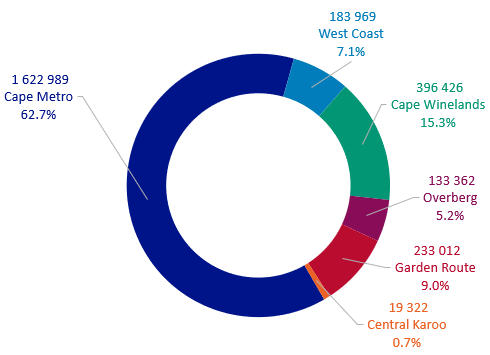 183 969
West Coast
7.1%
1 622 989
Cape Metro
62.7%
396 426
Cape Winelands
15.3%
133 362
Overberg
5.2%
233 012
Garden Route
9.0%
19 322
Central Karoo
0.7%